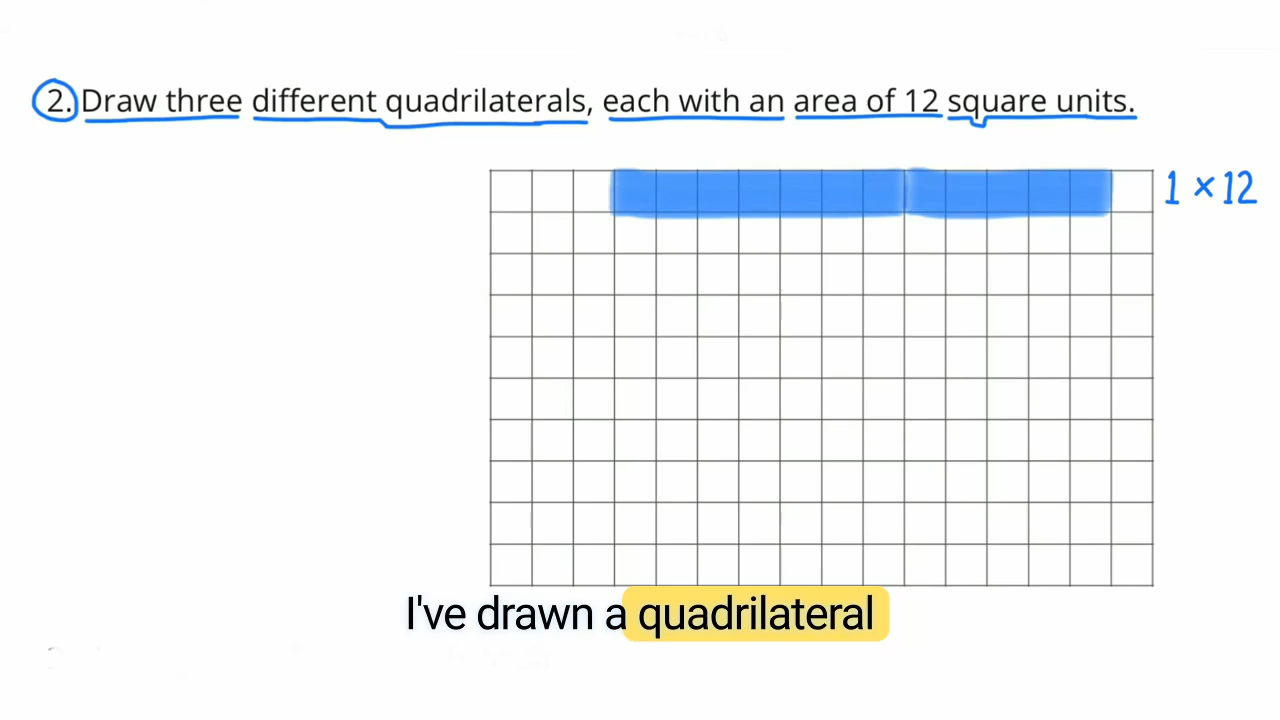 2. Draw three different quadrilaterals, each with an area of 12 square units.
1 × 12
I've drawn a quadrilateral